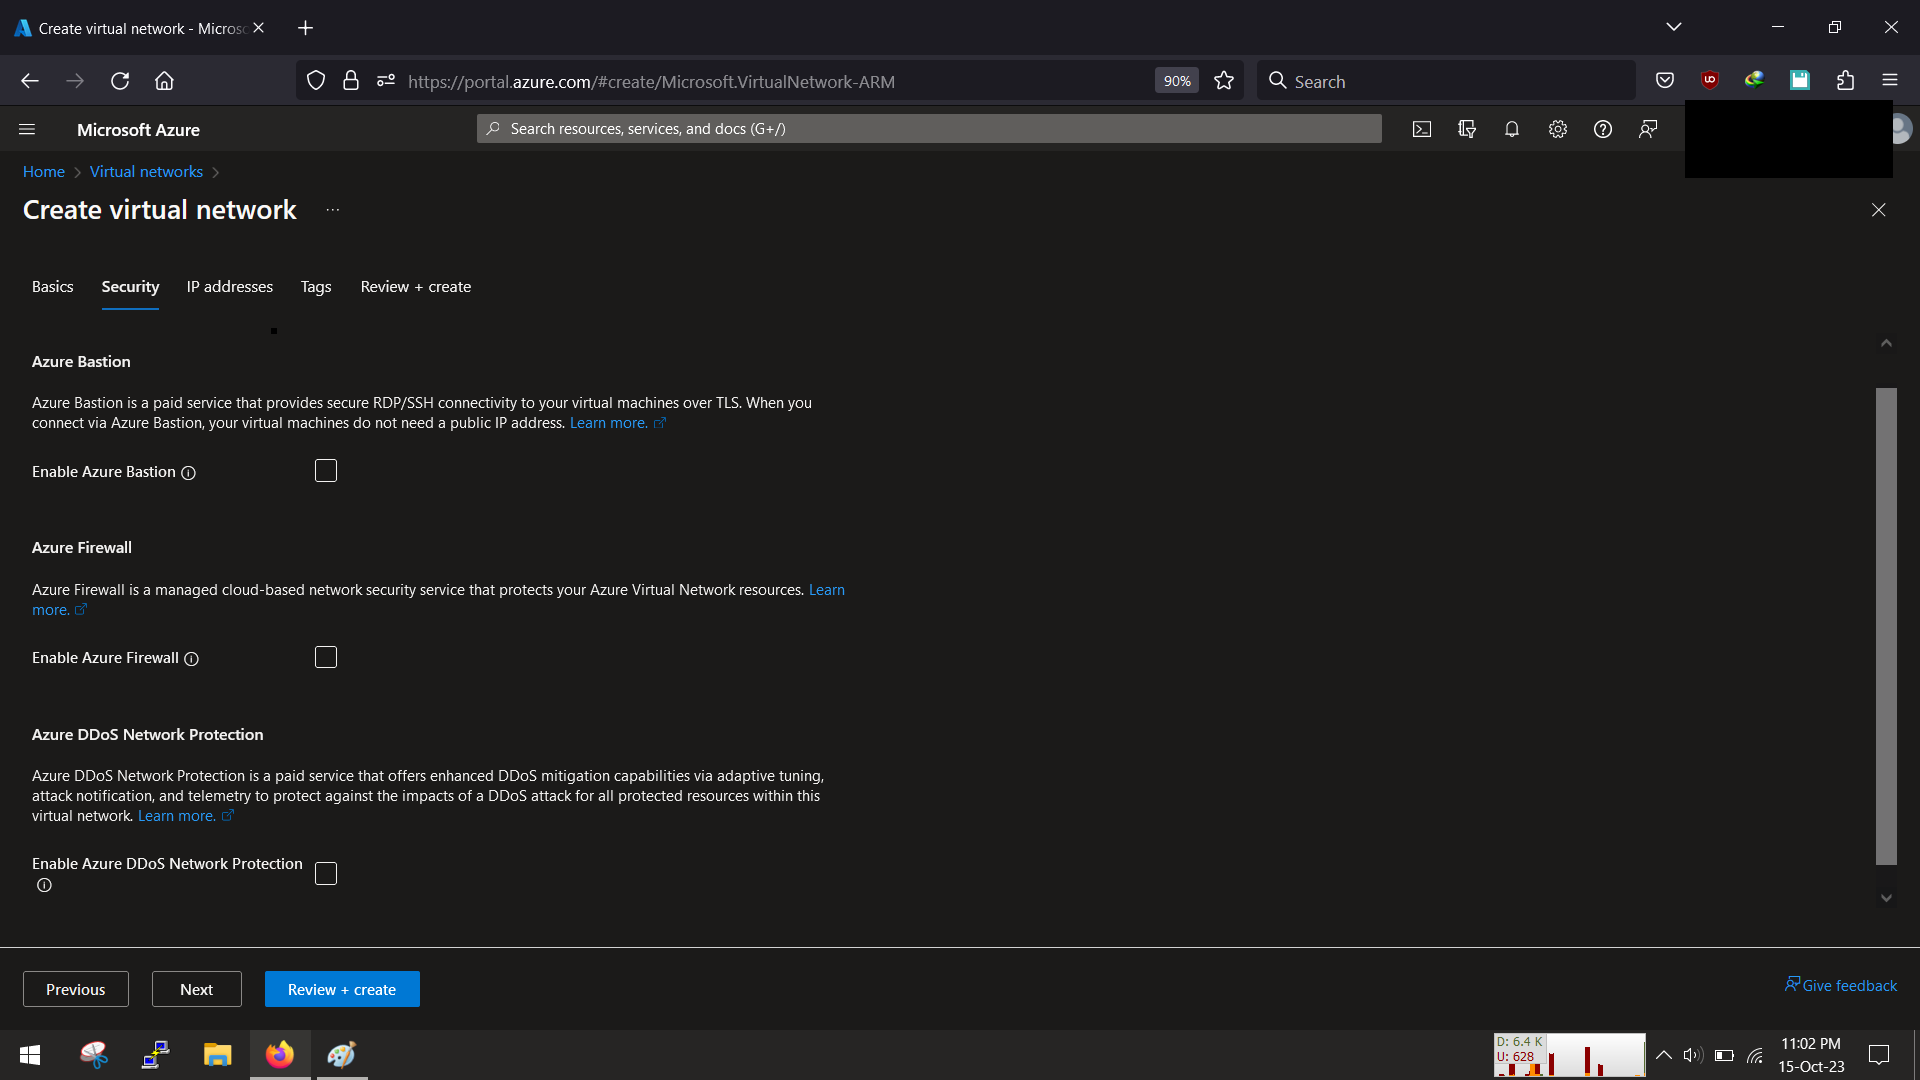 Create virtual network - Micros
https://portal.azure.com/#create/Microsoft.VirtualNetwork-ARM
90%
Search
Microsoft Azure
Search resources, services, and docs (G+/)
Home
Virtual networks
Create virtual network
...
Basics
Security
IP addresses
Tags
Review + create
Azure Bastion
Azure Bastion is a paid service that provides secure RDP/SSH connectivity to your virtual machines over TLS. When you
connect via Azure Bastion, your virtual machines do not need a public IP address. Learn more.
Enable Azure Bastion
Azure Firewall
Azure Firewall is a managed cloud-based network security service that protects your Azure Virtual Network resources. Learn
more.
Enable Azure Firewall
Azure DDoS Network Protection
Azure DDoS Network Protection is a paid service that offers enhanced DDoS mitigation capabilities via adaptive tuning,
attack notification, and telemetry to protect against the impacts of a DDoS attack for all protected resources within this
virtual network. Learn more.
Enable Azure DDoS Network Protection
Previous
Next
Review + create
Give feedback
D: 6.4 K
U: 628
11:02 PM
15-Oct-23